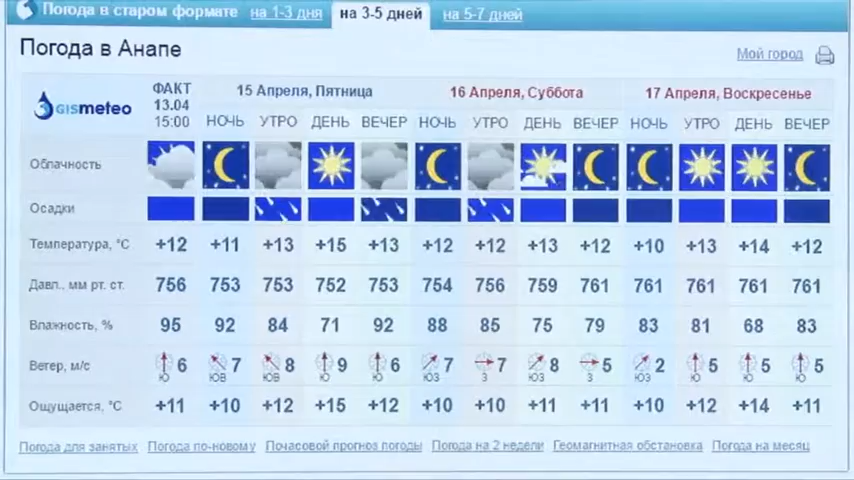 Погода в старом формате на 1-3 дня на 3-5 дней на 5-7 дней
Погода в Анапе
Мой город
GISMETEO
ФАКТ 13.04 15:00
15 Апреля, Пятница 16 Апреля, Суббота 17 Апреля, Воскресенье
НОЧЬ УТРО ДЕНЬ ВЕЧЕР НОЧЬ УТРО ДЕНЬ ВЕЧЕР НОЧЬ УТРО ДЕНЬ ВЕЧЕР
Облачность
Осадки
Температура, °C +12 +11 +13 +15 +13 +12 +12 +13 +12 +10 +13 +14 +12
Давл., мм рт. ст. 756 753 753 752 753 754 756 759 761 761 761 761 761
Влажность, % 95 92 84 71 92 88 85 75 79 83 81 68 83
Ветер, м/с 6 7 8 9 6 7 7 8 5 2 5 5 5
Ю ЮВ ЮВ Ю Ю ЮЗ З ЮЗ З ЮЗ Ю Ю Ю
Ощущается, °C +11 +10 +12 +15 +12 +10 +10 +11 +11 +10 +12 +14 +11
Погода для занятых Погода по-новому Почасовой прогноз погоды Погода на 2 недели Геомагнитная обстановка Погода на месяц